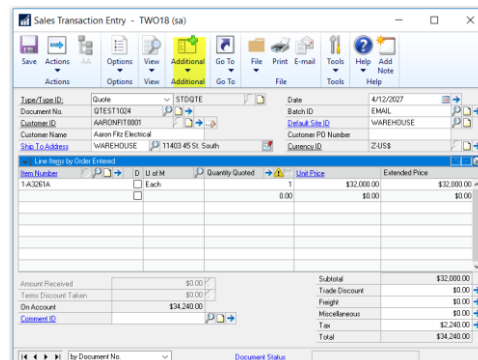 Sales Transaction Entry - TWO18 (sa)
Save Actions AA Options View Additional Go To File Print E-mail Tools Help Add Note
Actions Options View Additional Go To File Tools Help
Type/Type ID: Quote STDQTE Date 4/12/2027
Document No. QTEST1024 Batch ID EMAIL
Customer ID AARONFIT0001 Default Site ID WAREHOUSE
Customer Name Aaron Fitz Electrical Customer PO Number
Ship To Address WAREHOUSE 11403 45 St. South Currency ID Z-US$
Line Items by Order Entered
Item Number D U of M Quantity Quoted Unit Price Extended Price
1-A3261A Each 1 $32,000.00 $32,000.00
0.00 $0.00 $0.00
Amount Received $0.00 Subtotal $32,000.00
Terms Discount Taken $0.00 Trade Discount $0.00
On Account $34,240.00 Freight $0.00
Comment ID Miscellaneous $0.00
Tax $2,240.00
Total $34,240.00
by Document No. Document Status